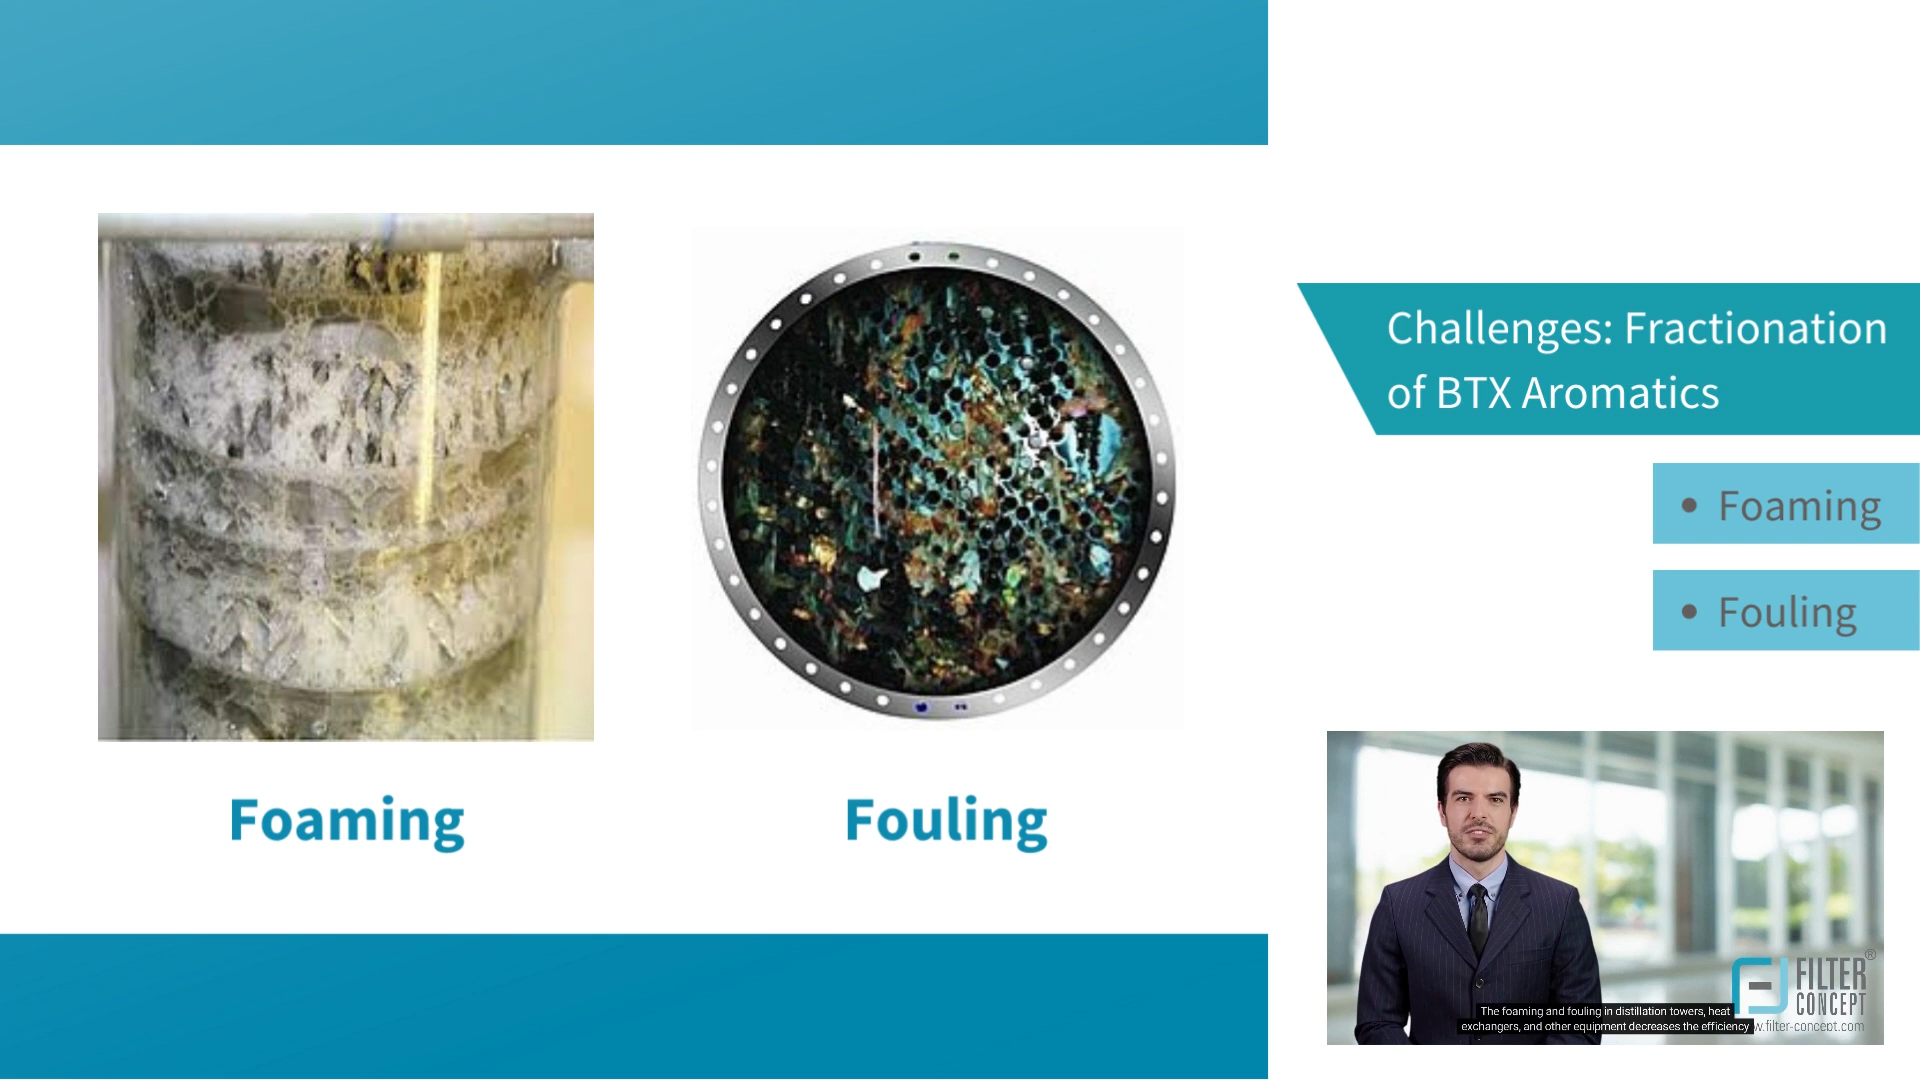 Challenges: Fractionation
of BTX Aromatics
• Foaming
• Fouling
Foaming
Fouling
The foaming and fouling in distillation towers, heat
exchangers, and other equipment decreases the efficiency
FILTER
CONCEPT
®
w.filter-concept.com